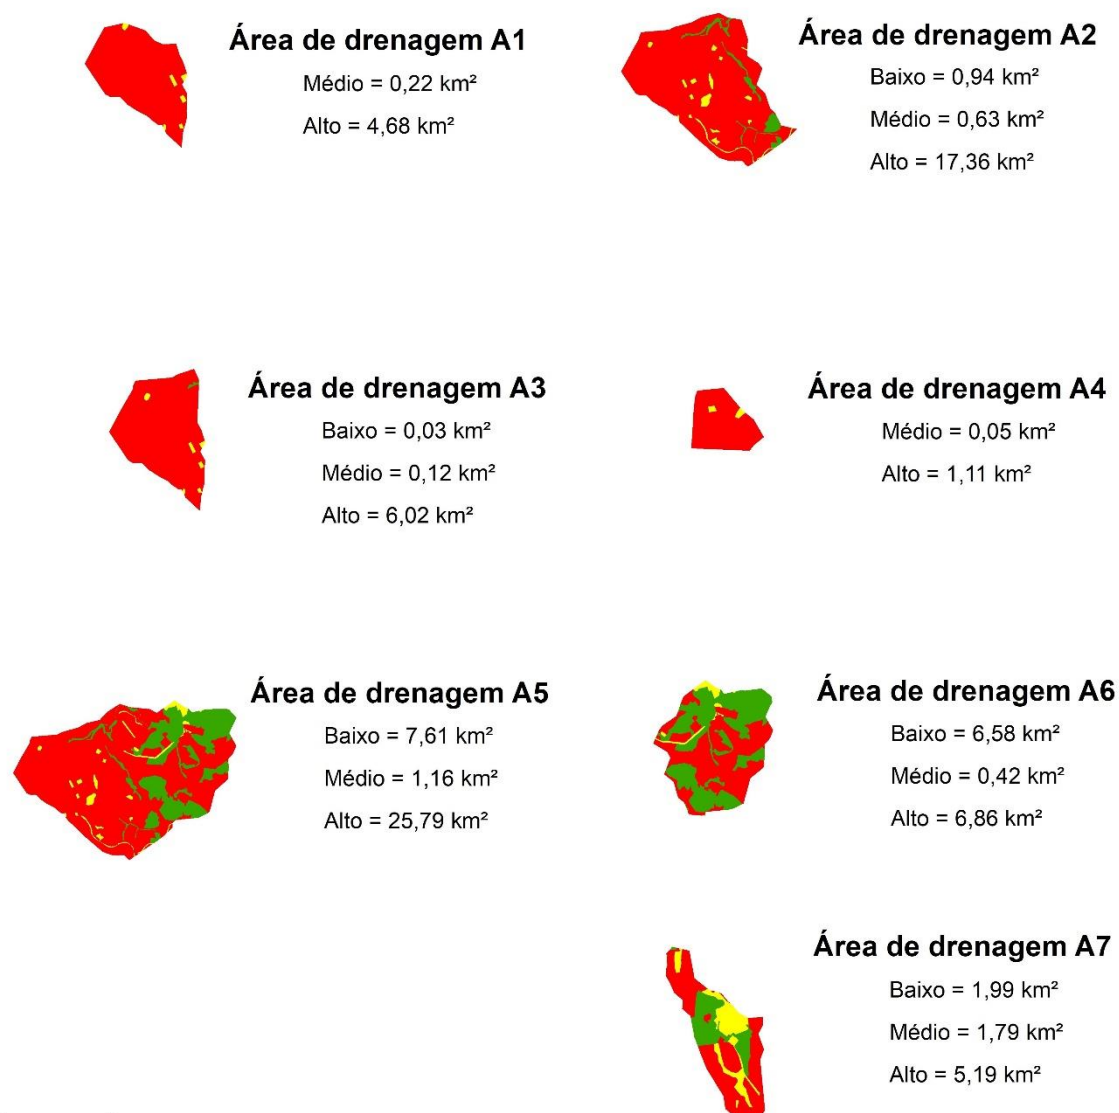 Área de drenagem A1
Médio = 0,22 km²
Alto = 4,68 km²
Área de drenagem A2
Baixo = 0,94 km²
Médio = 0,63 km²
Alto = 17,36 km²
Área de drenagem A3
Baixo = 0,03 km²
Médio = 0,12 km²
Alto = 6,02 km²
Área de drenagem A4
Médio = 0,05 km²
Alto = 1,11 km²
Área de drenagem A5
Baixo = 7,61 km²
Médio = 1,16 km²
Alto = 25,79 km²
Área de drenagem A6
Baixo = 6,58 km²
Médio = 0,42 km²
Alto = 6,86 km²
Área de drenagem A7
Baixo = 1,99 km²
Médio = 1,79 km²
Alto = 5,19 km²